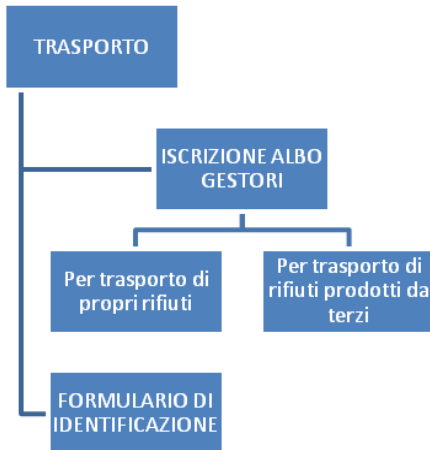 TRASPORTO
ISCRIZIONE ALBO
GESTORI
Per trasporto di
propri rifiuti
Per trasporto di
rifiuti prodotti da
terzi
FORMULARIO DI
IDENTIFICAZIONE